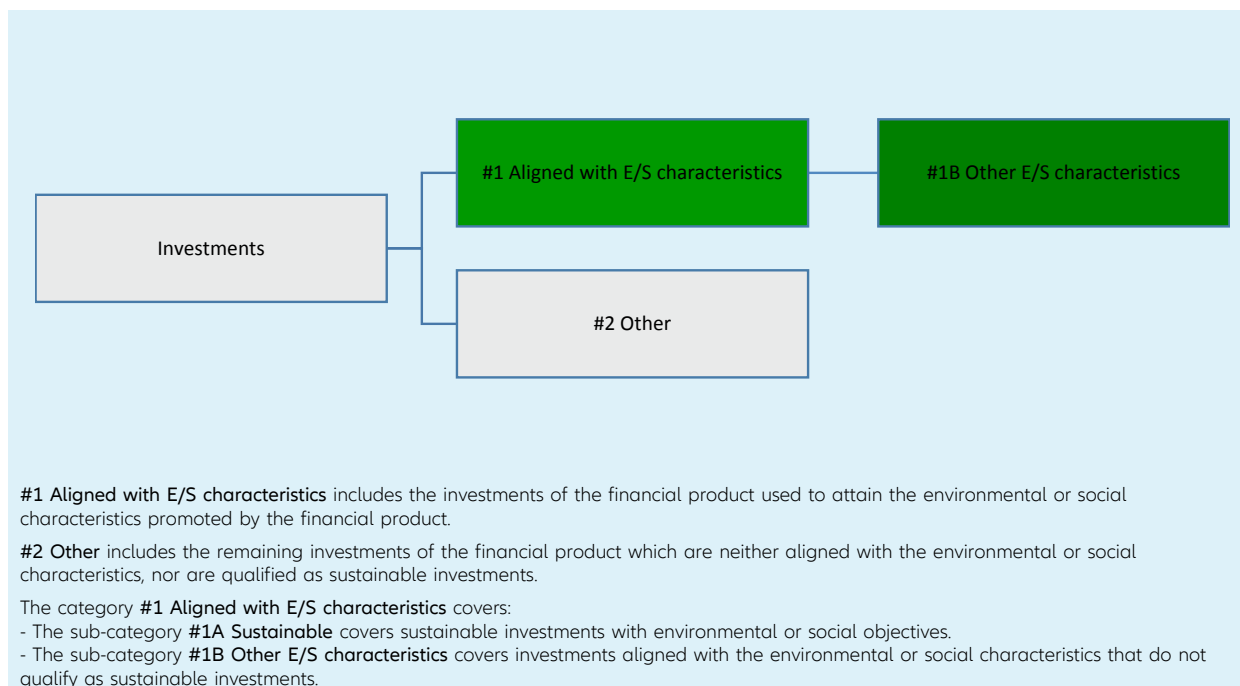 #1 Aligned with E/S characteristics
#1B Other E/S characteristics
Investments
#2 Other
#1 Aligned with E/S characteristics includes the investments of the financial product used to attain the environmental or social
characteristics promoted by the financial product.
#2 Other includes the remaining investments of the financial product which are neither aligned with the environmental or social
characteristics, nor are qualified as sustainable investments.
The category #1 Aligned with E/S characteristics covers:
- The sub-category #1A Sustainable covers sustainable investments with environmental or social objectives.
- The sub-category #1B Other E/S characteristics covers investments aligned with the environmental or social characteristics that do not
qualify as sustainable investments.